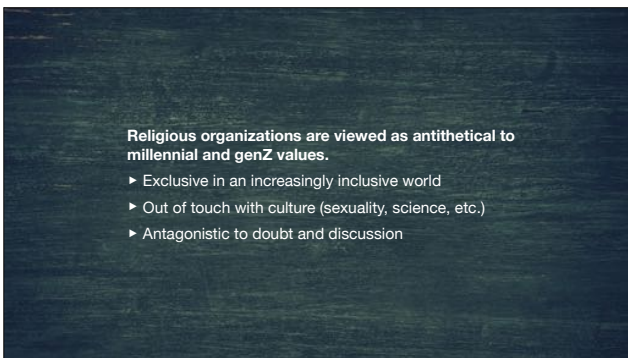 Religious organizations are viewed as antithetical to
millennial and genZ values.
▸ Exclusive in an increasingly inclusive world
▸ Out of touch with culture (sexuality, science, etc.)
▸ Antagonistic to doubt and discussion